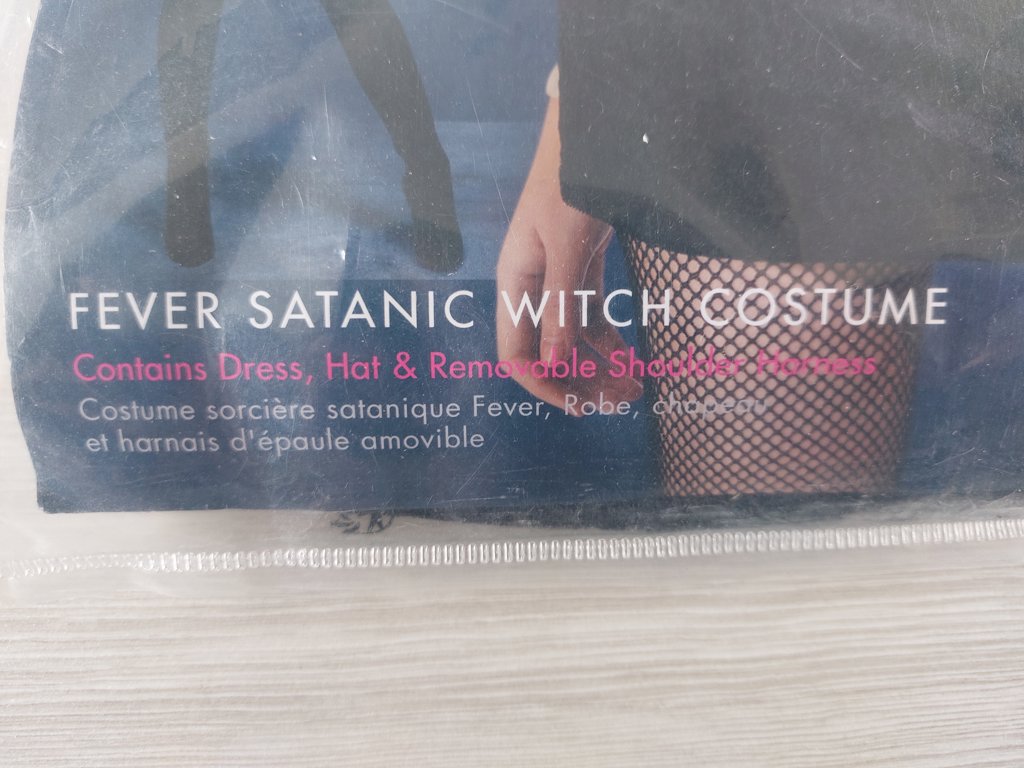 FEVER SATANIC WITCH COSTUME
Contains Dress, Hat & Removable Shoulder Harness
Costume sorcière satanique Fever, Robe, chapeau
et harnais d'épaule amovible